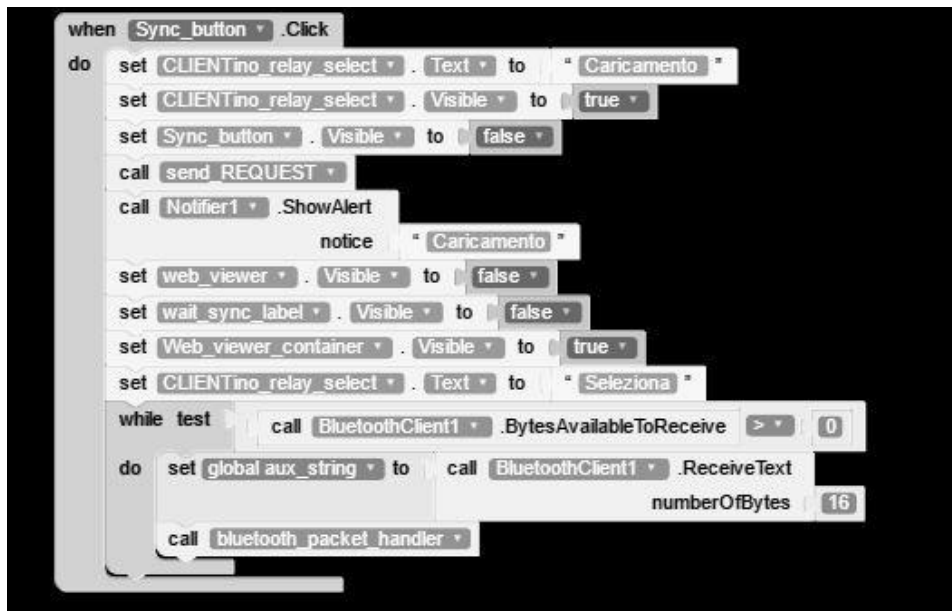 when Sync_button .Click
do set CLIENTino_relay_select . Text to " Caricamento "
set CLIENTino_relay_select . Visible to true
set Sync_button . Visible to false
call send_REQUEST
call Notifier1 .ShowAlert
notice " Caricamento "
set web_viewer . Visible to false
set wait_sync_label . Visible to false
set Web_viewer_container . Visible to true
set CLIENTino_relay_select . Text to " Seleziona "
while test call BluetoothClient1 .BytesAvailableToReceive > 0
do set global aux_string to call BluetoothClient1 .ReceiveText
numberOfBytes 16
call bluetooth_packet_handler